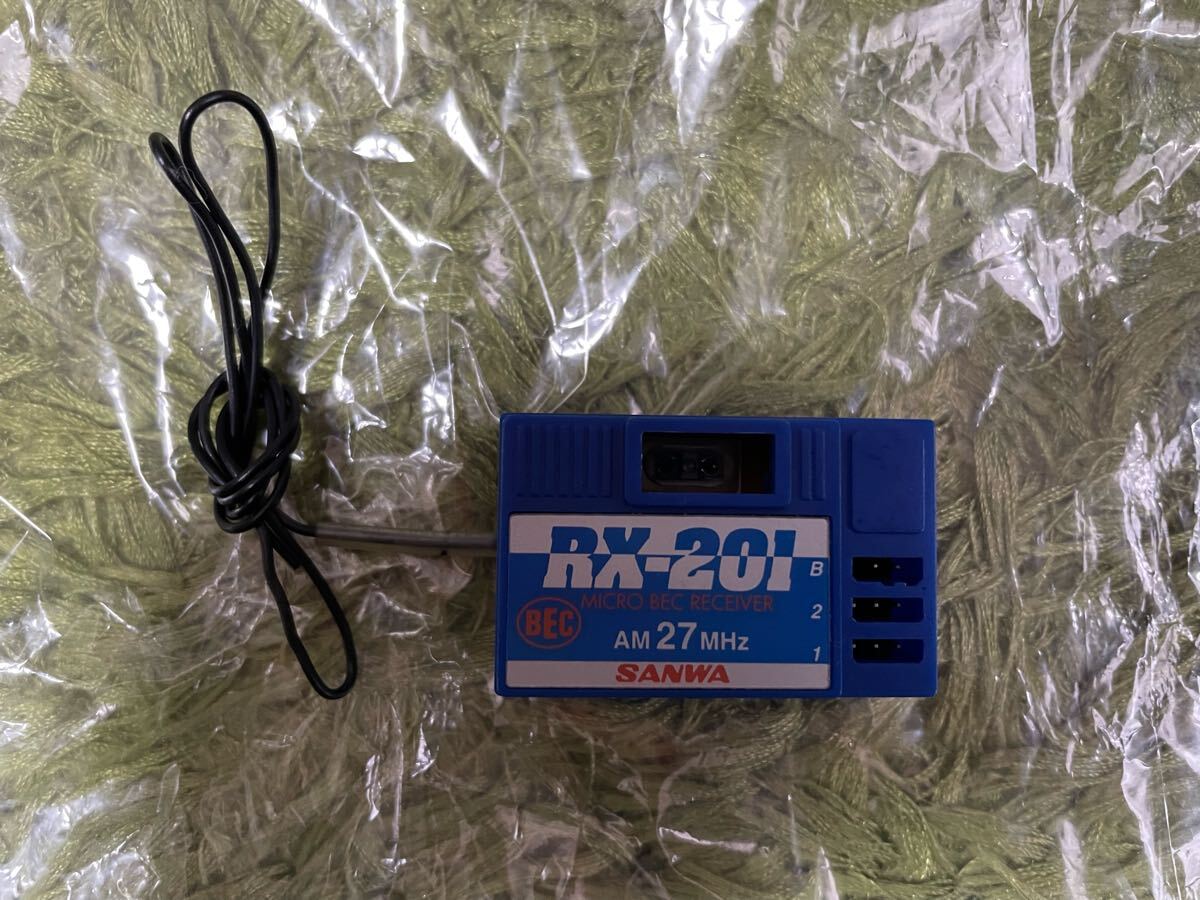 RX-201
MICRO BEC RECEIVER
BEC
AM 27 MHz
SANWA
B
2
1